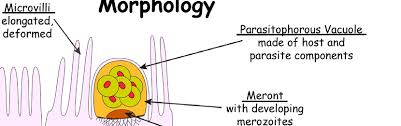 Morphology
Microvilli
elongated,
deformed
Parasitophorous Vacuole
made of host and
parasite components
Meront
with developing
merozoites